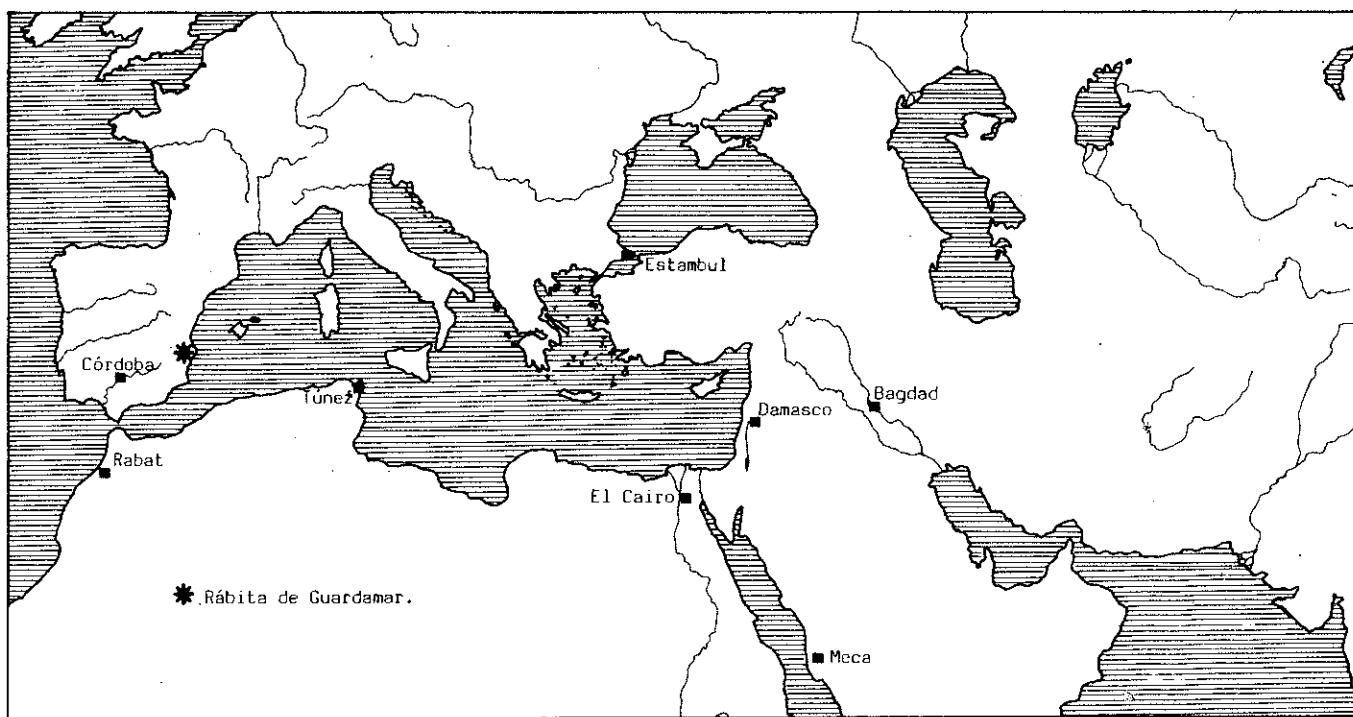 Estambul
Córdoba
Túnez
Bagdad
Damasco
Rabat
El Cairo
Rábita de Guardamar.
Meca